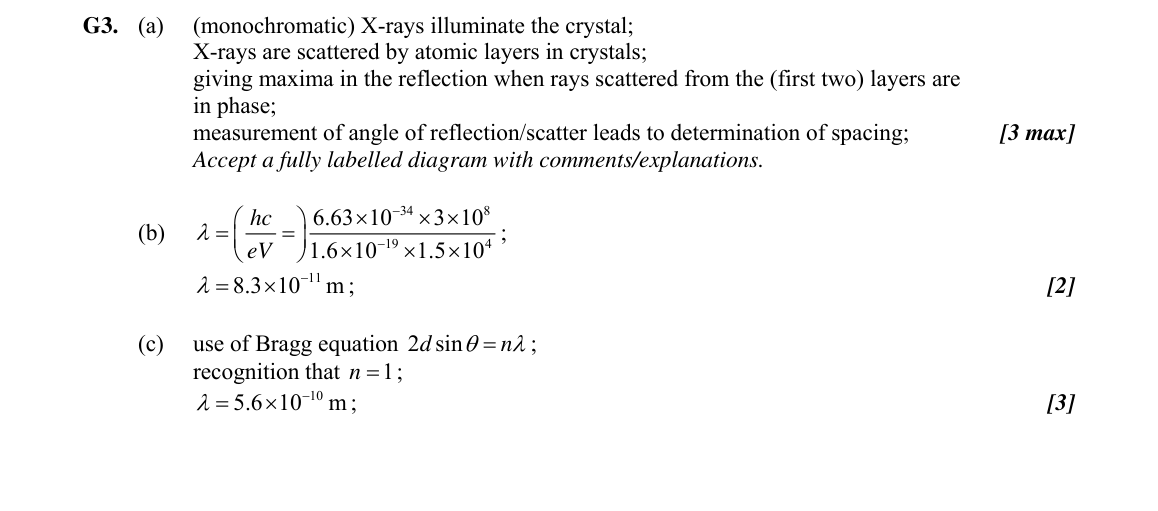 G3. (a) (monochromatic) X-rays illuminate the crystal;
X-rays are scattered by atomic layers in crystals;
giving maxima in the reflection when rays scattered from the (first two) layers are
in phase;
measurement of angle of reflection/scatter leads to determination of spacing; [3 max]
Accept a fully labelled diagram with comments/explanations.
(b) λ = (hc/eV =) 6.63×10⁻³⁴ ×3×10⁸ / 1.6×10⁻¹⁹ ×1.5×10⁴ ;
λ = 8.3×10⁻¹¹ m ; [2]
(c) use of Bragg equation 2d sin θ = nλ ;
recognition that n = 1 ;
λ = 5.6×10⁻¹⁰ m ; [3]